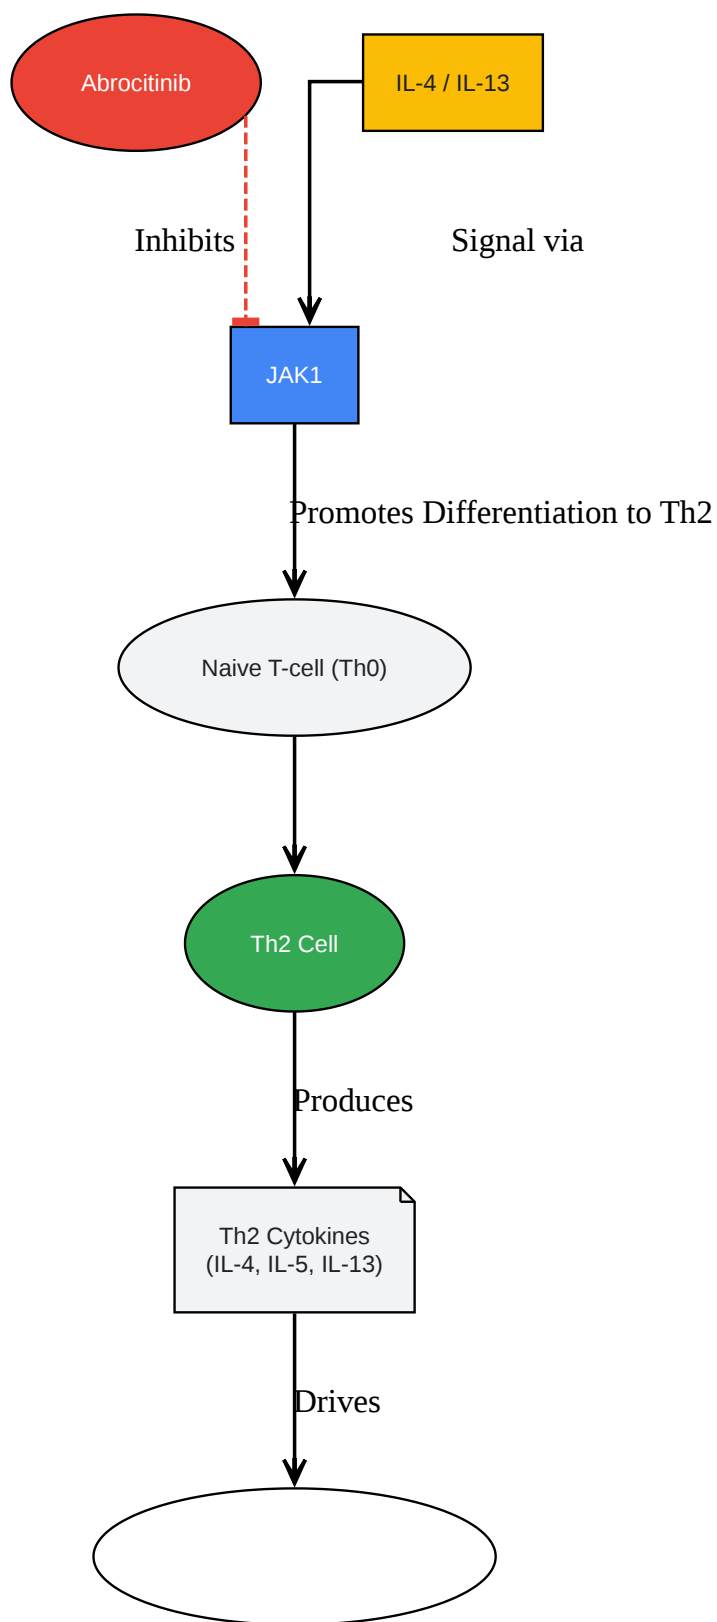 Abrocitinib
IL-4 / IL-13
Inhibits
Signal via
JAK1
Promotes Differentiation to Th2
Naive T-cell (Th0)
Th2 Cell
Produces
Th2 Cytokines
(IL-4, IL-5, IL-13)
Drives